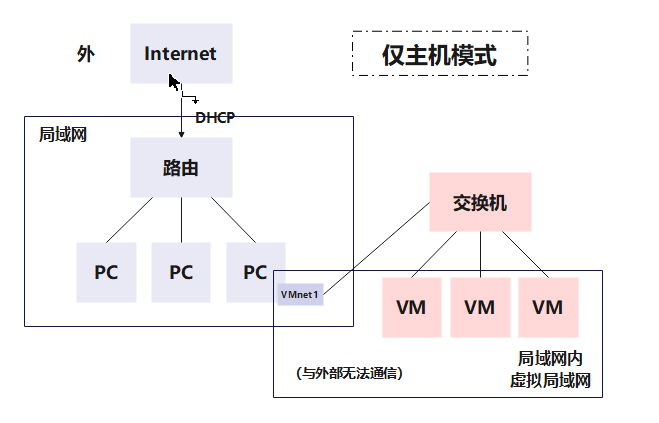 外
Internet
仅主机模式
DHCP
局域网
路由
交换机
PC
PC
PC
VMnet1
VM
VM
VM
（与外部无法通信）
局域网内
虚拟局域网